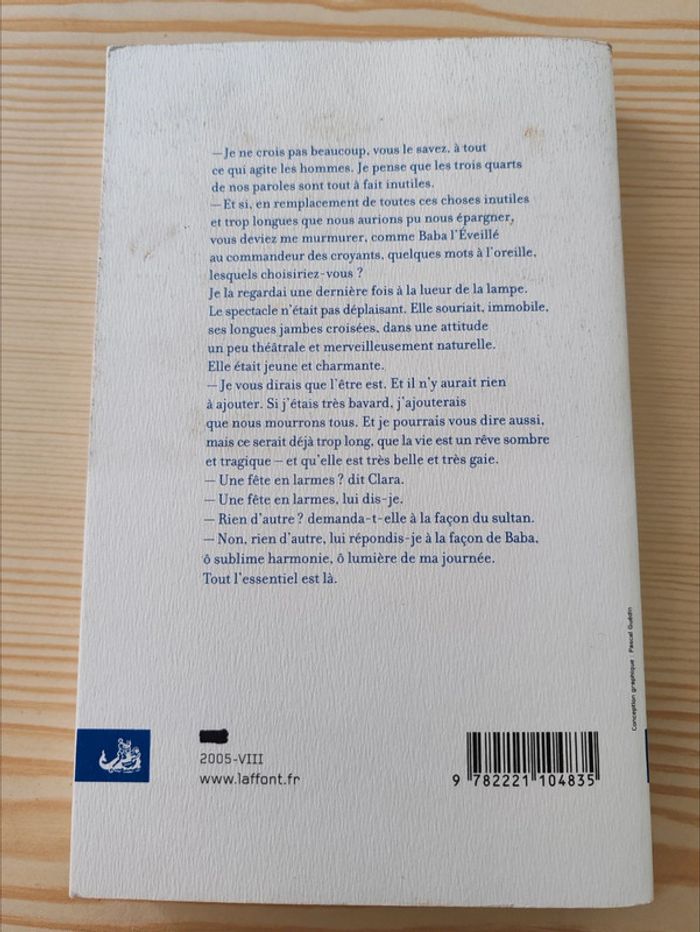 — Je ne crois pas beaucoup, vous le savez, à tout
ce qui agite les hommes. Je pense que les trois quarts
de nos paroles sont tout à fait inutiles.
— Et si, en remplacement de toutes ces choses inutiles
et trop longues que nous aurions pu nous épargner,
vous deviez me murmurer, comme Baba l'Éveillé
au commandeur des croyants, quelques mots à l'oreille,
lesquels choisiriez-vous ?
Je la regardai une dernière fois à la lueur de la lampe.
Le spectacle n'était pas déplaisant. Elle souriait, immobile,
ses longues jambes croisées, dans une attitude
un peu théâtrale et merveilleusement naturelle.
Elle était jeune et charmante.
— Je vous dirais que l'être est. Et il n'y aurait rien
à ajouter. Si j'étais très bavard, j'ajouterais
que nous mourrons tous. Et je pourrais vous dire aussi,
mais ce serait déjà trop long, que la vie est un rêve sombre
et tragique – et qu'elle est très belle et très gaie.
— Une fête en larmes ? dit Clara.
— Une fête en larmes, lui dis-je.
— Rien d'autre ? demanda-t-elle à la façon du sultan.
— Non, rien d'autre, lui répondis-je à la façon de Baba,
ô sublime harmonie, ô lumière de ma journée.
Tout l'essentiel est là.
Conception graphique : Pascal Guédin
2005-VIII
www.laffont.fr
9 782221 104835